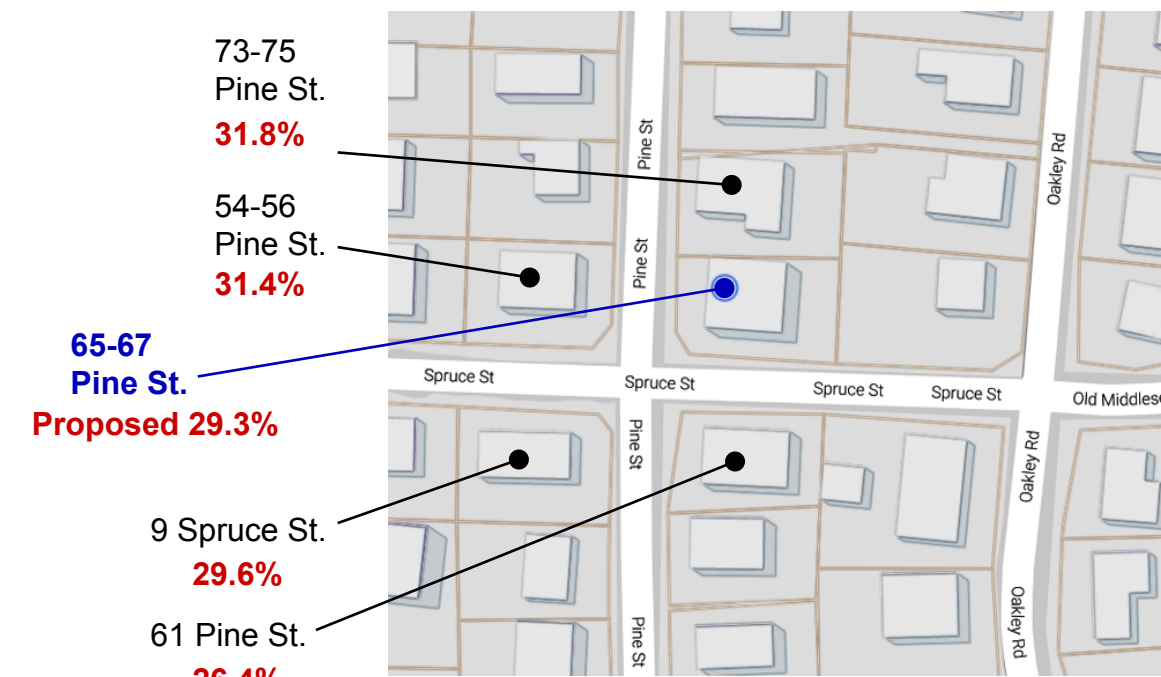 73-75
Pine St.
31.8%
54-56
Pine St.
31.4%
65-67
Pine St.
Proposed 29.3%
9 Spruce St.
29.6%
61 Pine St.
26.4%
Pine St
Pine St
Oakley Rd
Spruce St
Spruce St
Spruce St
Spruce St
Old Middles
Pine St
Oakley Rd
Pine St
Oakley Rd